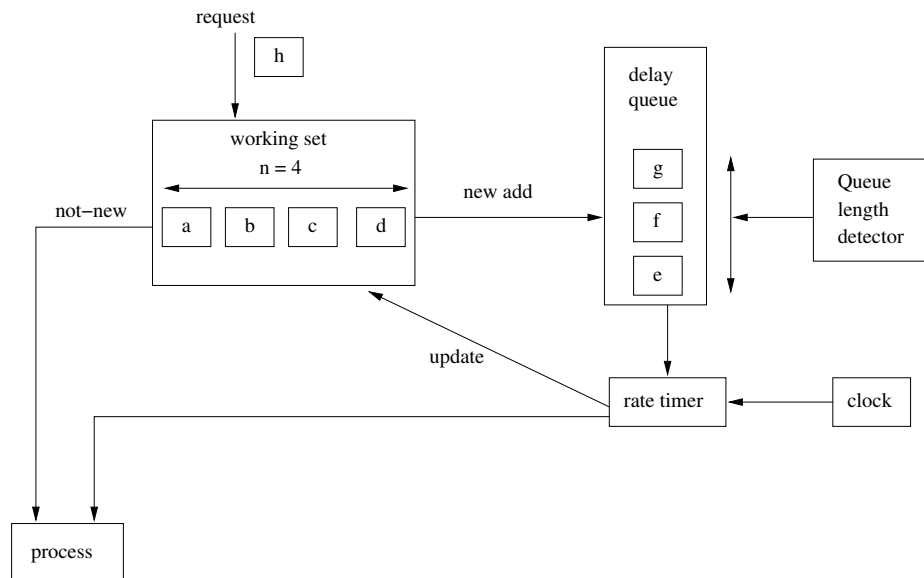 request
h
working set
n = 4
a b c d
not−new
new add
delay
queue
g
f
e
Queue
length
detector
update
rate timer
clock
process